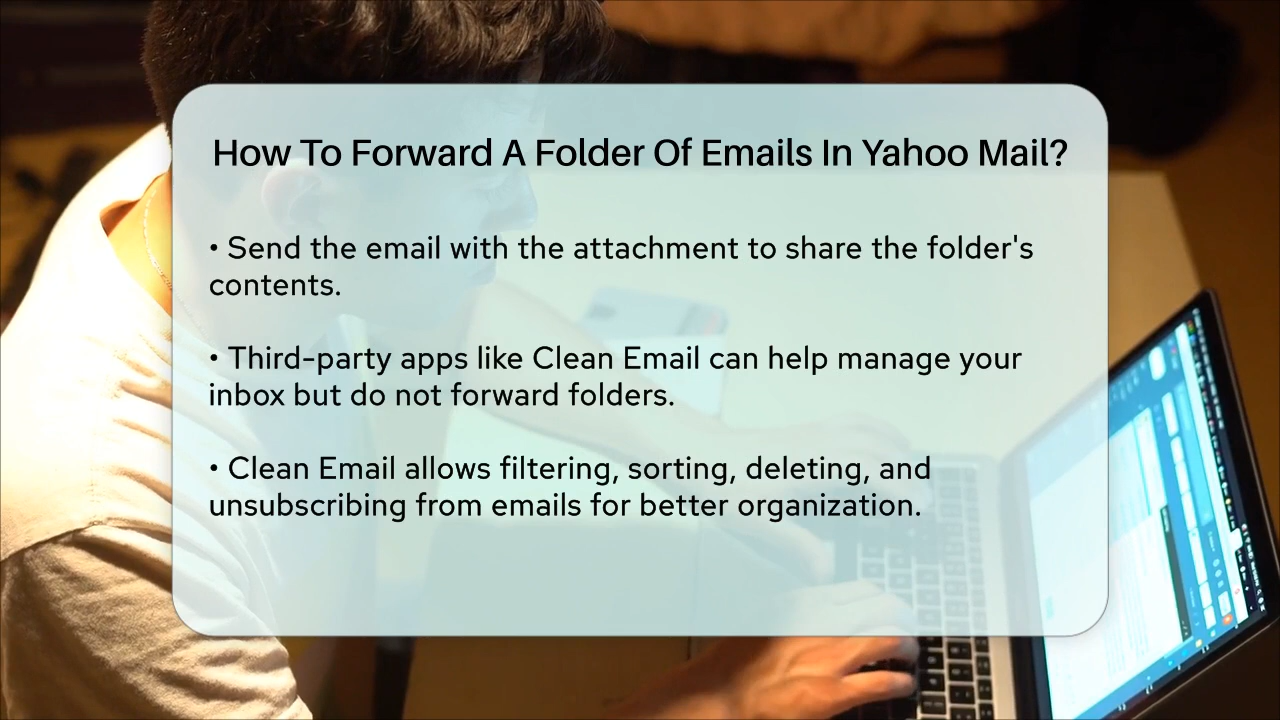 How To Forward A Folder Of Emails In Yahoo Mail?
• Send the email with the attachment to share the folder's
contents.
• Third-party apps like Clean Email can help manage your
inbox but do not forward folders.
• Clean Email allows filtering, sorting, deleting, and
unsubscribing from emails for better organization.